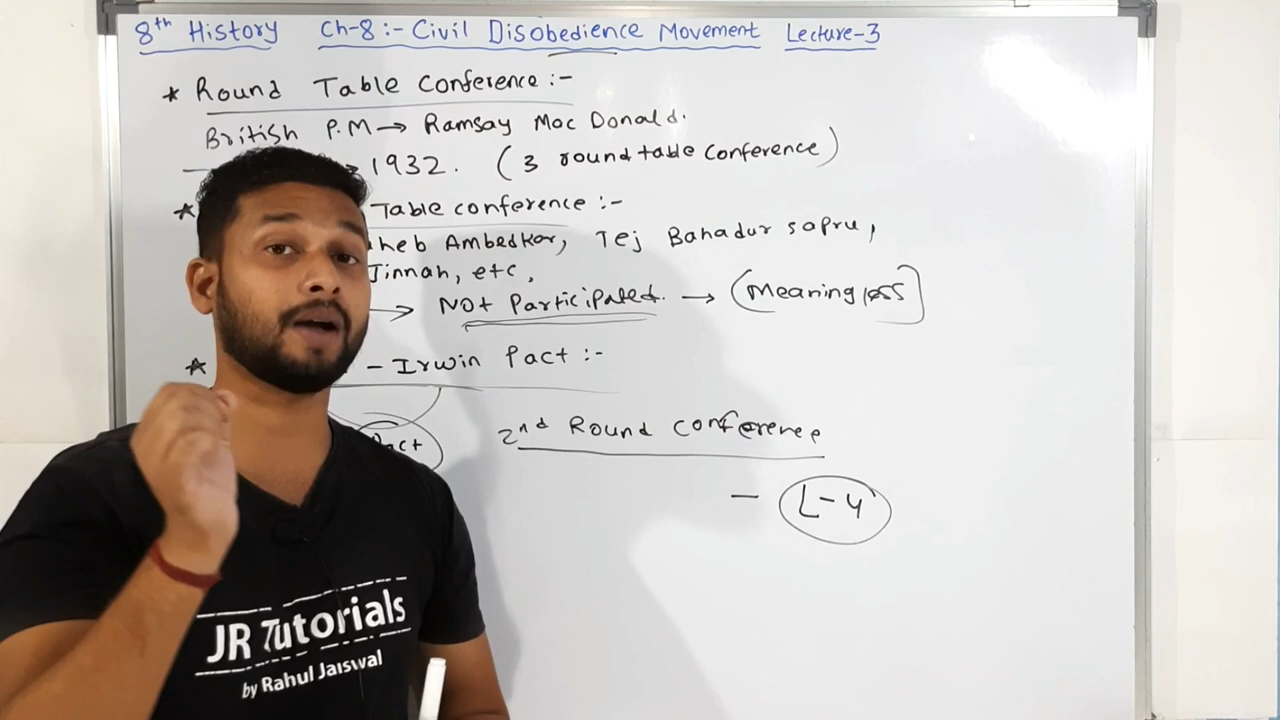 8th History Ch-8:- Civil Disobedience Movement Lecture-3
* Round Table Conference:-
British P.M → Ramsay Mac Donald.
→ 1932. (3 round table conference)
* Table conference :-
heb Ambedkar, Tej Bahadur sapru,
Jinnah, etc,
→ Not Participated. → (Meaningless)
* - Irwin Pact :-
Pact
2nd Round conference
- L-4
JR Tutorials
by Rahul Jaiswal